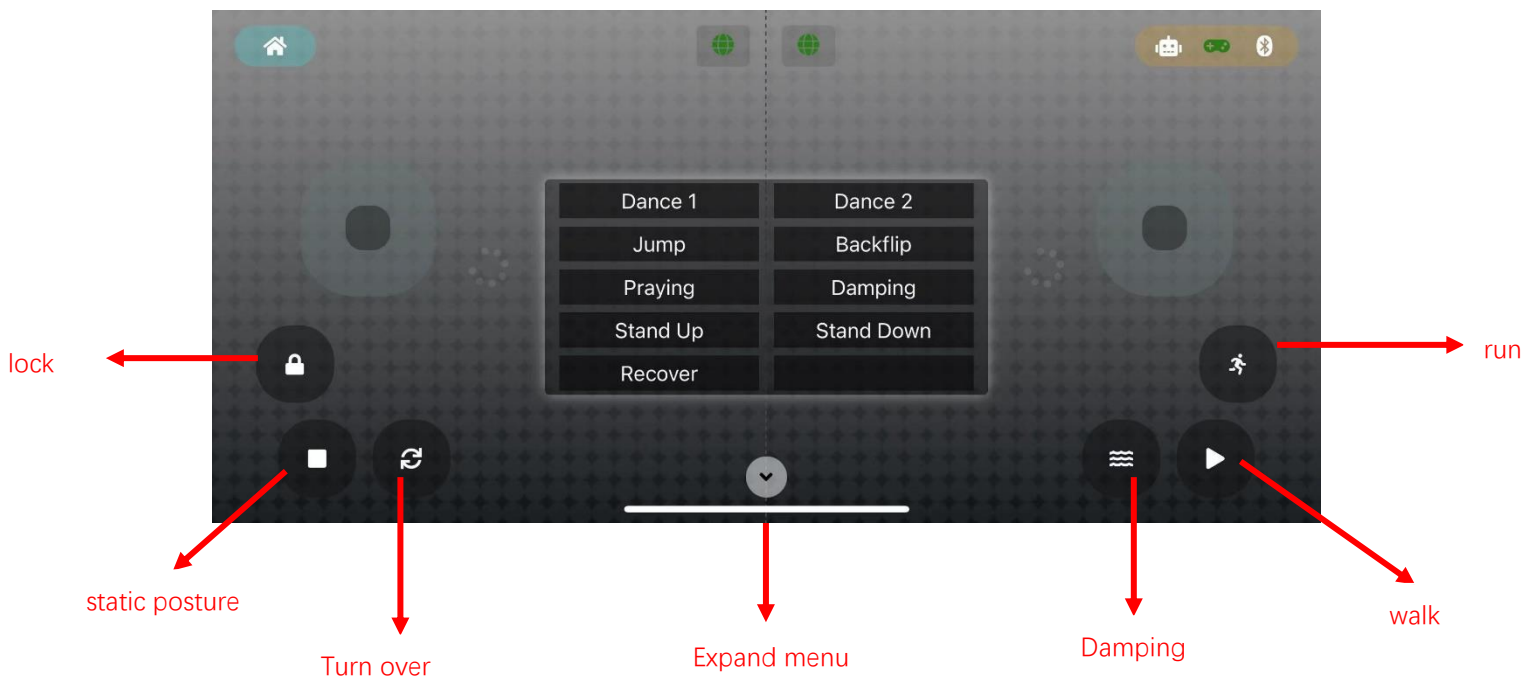 Dance 1
Dance 2
Jump
Backflip
Praying
Damping
Stand Up
Stand Down
Recover
lock
run
static posture
walk
Turn over
Expand menu
Damping